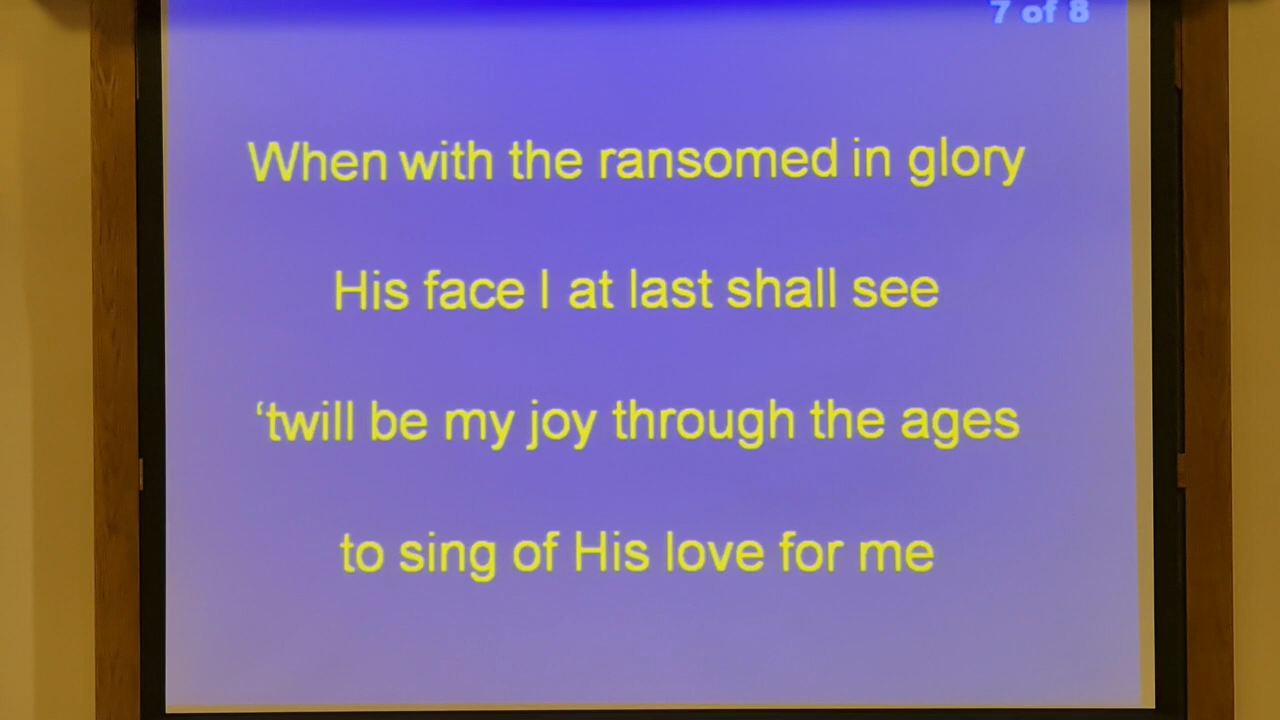 7 of 8
When with the ransomed in glory
His face I at last shall see
‘twill be my joy through the ages
to sing of His love for me